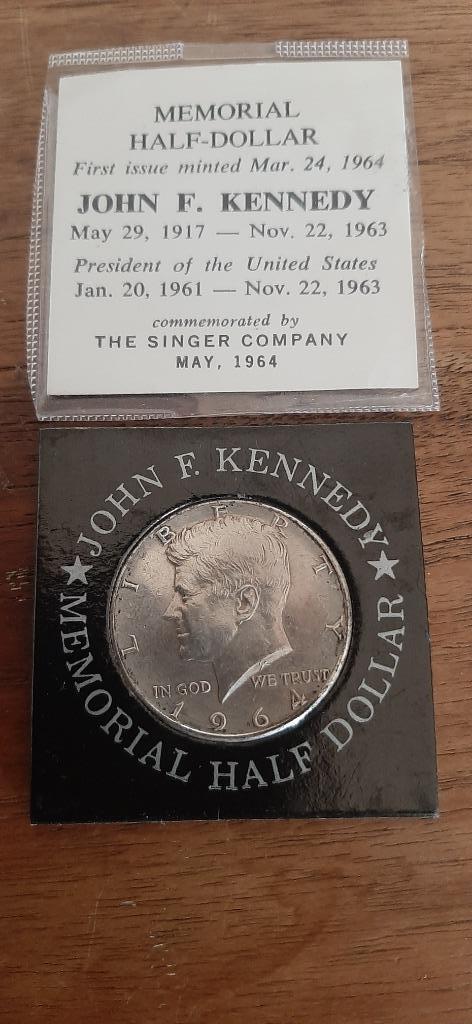 MEMORIAL
HALF-DOLLAR
First issue minted Mar. 24, 1964
JOHN F. KENNEDY
May 29, 1917 — Nov. 22, 1963
President of the United States
Jan. 20, 1961 — Nov. 22, 1963
commemorated by
THE SINGER COMPANY
MAY, 1964
★ JOHN F. KENNEDY ★
MEMORIAL HALF DOLLAR
LIBERTY
IN GOD WE TRUST
1964